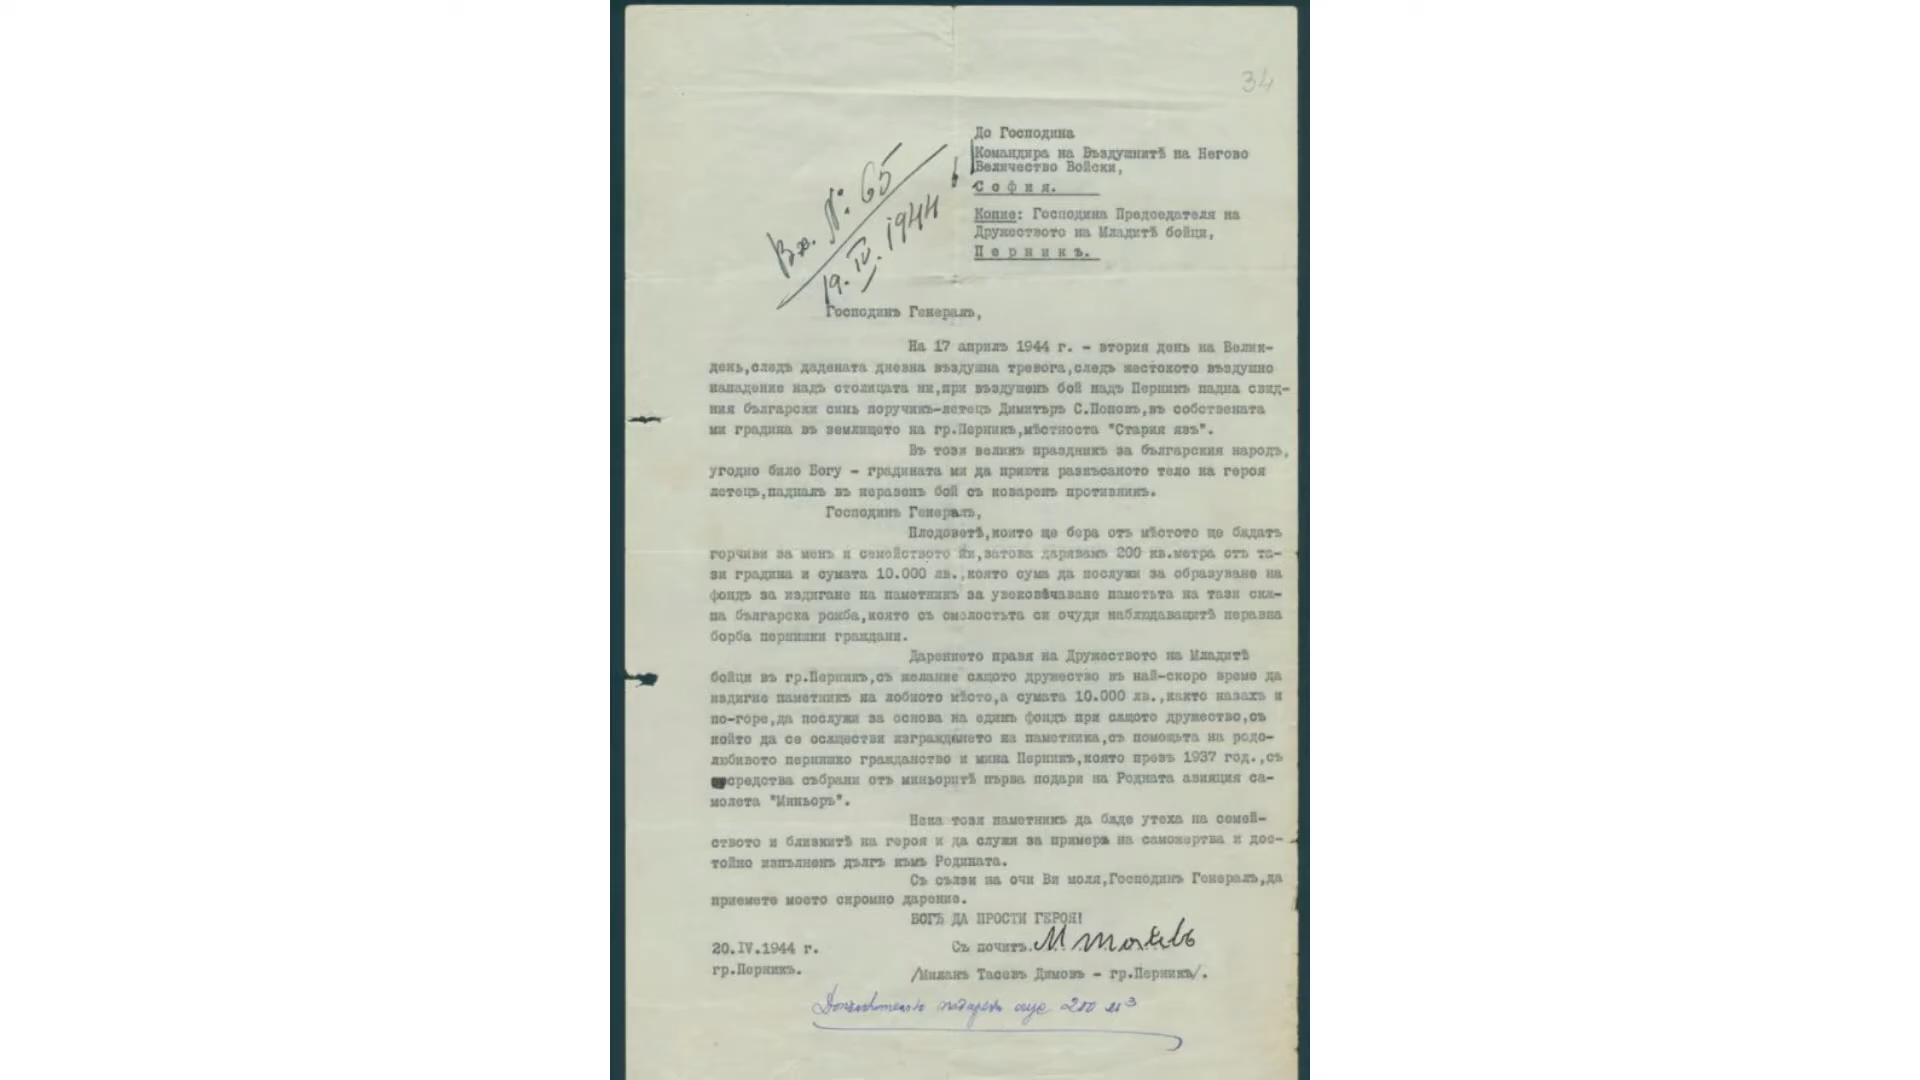 34
До Господина
Командира на Въздушнитѣ на Негово
Величество Войски,
София.
Вх. №: 65
19. IV. 1944
Копие: Господина Председателя на
Дружеството на Младитѣ бойци,
Перникъ.
Господинъ Генералъ,
На 17 априлъ 1944 г. - втория день на Велик-
день,следъ дадената дневна въздушна тревога,следъ жестокото въздушно
нападение надъ столицата ни,при въздушенъ бой надъ Перникъ падна свид-
ния български синъ поручикъ-летецъ Димитъръ С.Поповъ,въ собствената
ми градина въ землището на гр.Перникъ,мѣстноста "Стария язъ".
Въ този великъ праздникъ за българския народъ,
угодно било Богу - градината ми да приюти разкъсаното тело на героя
летецъ,падналъ въ неравенъ бой съ коваренъ противникъ.
Господинъ Генералъ,
Плодоветѣ,които ще бера отъ мѣстото ще бѫдатъ
горчиви за менъ и семейството ми,затова дарявамъ 200 кв.метра отъ та-
зи градина и сумата 10.000 лв.,която сума да послужи за образуване на
фондъ за издигане на паметникъ за увековѣчаване паметьта на тази скѫ-
па българска рожба,която съ смелостьта си очуди наблюдаващитѣ неравна
борба пернишки граждани.
Дарението правя на Дружеството на Младитѣ
бойци въ гр.Перникъ,съ желание сѫщото дружество въ най-скоро време да
издигне паметникъ на лобното мѣсто,а сумата 10.000 лв.,както казахъ и
по-горе,да послужи за основа на единъ фондъ при сѫщото дружество,съ
който да се осѫществи изграждането на паметника,съ помощьта на родо-
любивото пернишко гражданство и мина Перникъ,която презъ 1937 год.,съ
средства събрани отъ миньоритѣ първа подари на Родната авияция са-
молета "Миньоръ".
Нека този паметникъ да бѫде утеха на семей-
ството и близкитѣ на героя и да служи за примеръ на саможертва и дос-
тойно изпълненъ дългъ къмъ Родината.
Съ сълзи на очи Ви моля,Господинъ Генералъ,да
приемете моето скромно дарение.
БОГЪ ДА ПРОСТИ ГЕРОЯ!
20.IV.1944 г.
Съ почит.
гр.Перникъ.
/Миланъ Тасевъ Димовъ - гр.Перникъ/.
Допълнително подарени още 200 м³